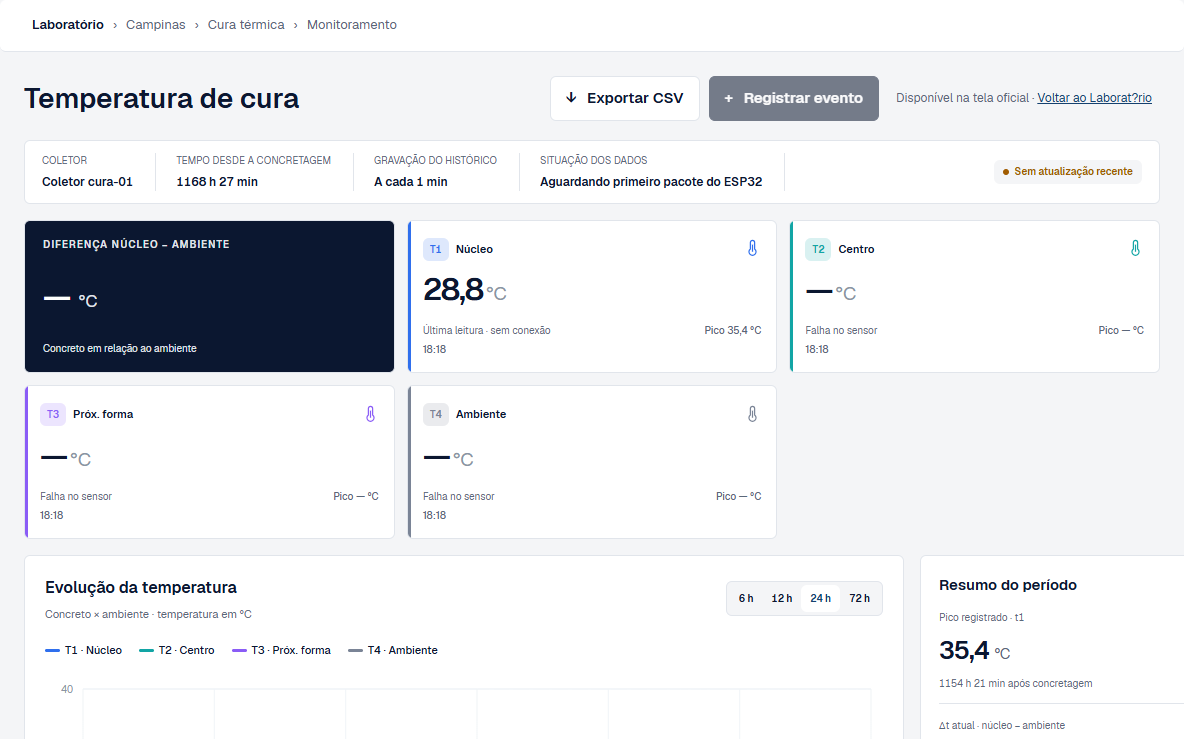 Laboratório › Campinas › Cura térmica › Monitoramento
Temperatura de cura
Exportar CSV
+ Registrar evento
Disponível na tela oficial · Voltar ao Laborat?rio
COLETOR
Coletor cura-01
TEMPO DESDE A CONCRETAGEM
1168 h 27 min
GRAVAÇÃO DO HISTÓRICO
A cada 1 min
SITUAÇÃO DOS DADOS
Aguardando primeiro pacote do ESP32
Sem atualização recente
DIFERENÇA NÚCLEO – AMBIENTE
— °C
Concreto em relação ao ambiente
T1 Núcleo
28,8 °C
Última leitura · sem conexão
18:18
Pico 35,4 °C
T2 Centro
— °C
Falha no sensor
18:18
Pico — °C
T3 Próx. forma
— °C
Falha no sensor
18:18
Pico — °C
T4 Ambiente
— °C
Falha no sensor
18:18
Pico — °C
Evolução da temperatura
Concreto × ambiente · temperatura em °C
6 h 12 h 24 h 72 h
T1 · Núcleo T2 · Centro T3 · Próx. forma T4 · Ambiente
40
Resumo do período
Pico registrado · t1
35,4 °C
1154 h 21 min após concretagem
Δt atual · núcleo – ambiente